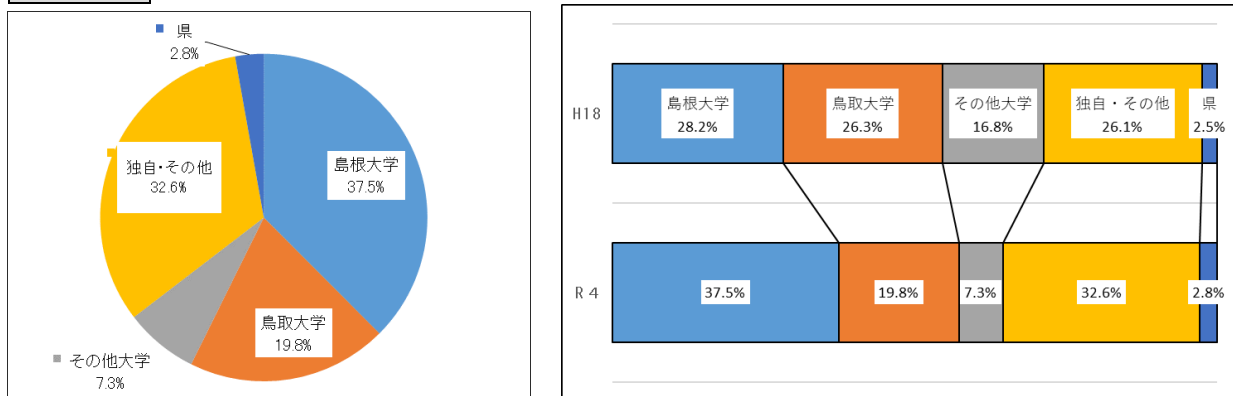 県
2.8%
島根大学
37.5%
独自・その他
32.6%
鳥取大学
19.8%
その他大学
7.3%
H18
島根大学
28.2%
鳥取大学
26.3%
その他大学
16.8%
独自・その他
26.1%
県
2.5%
R 4
37.5%
19.8%
7.3%
32.6%
2.8%